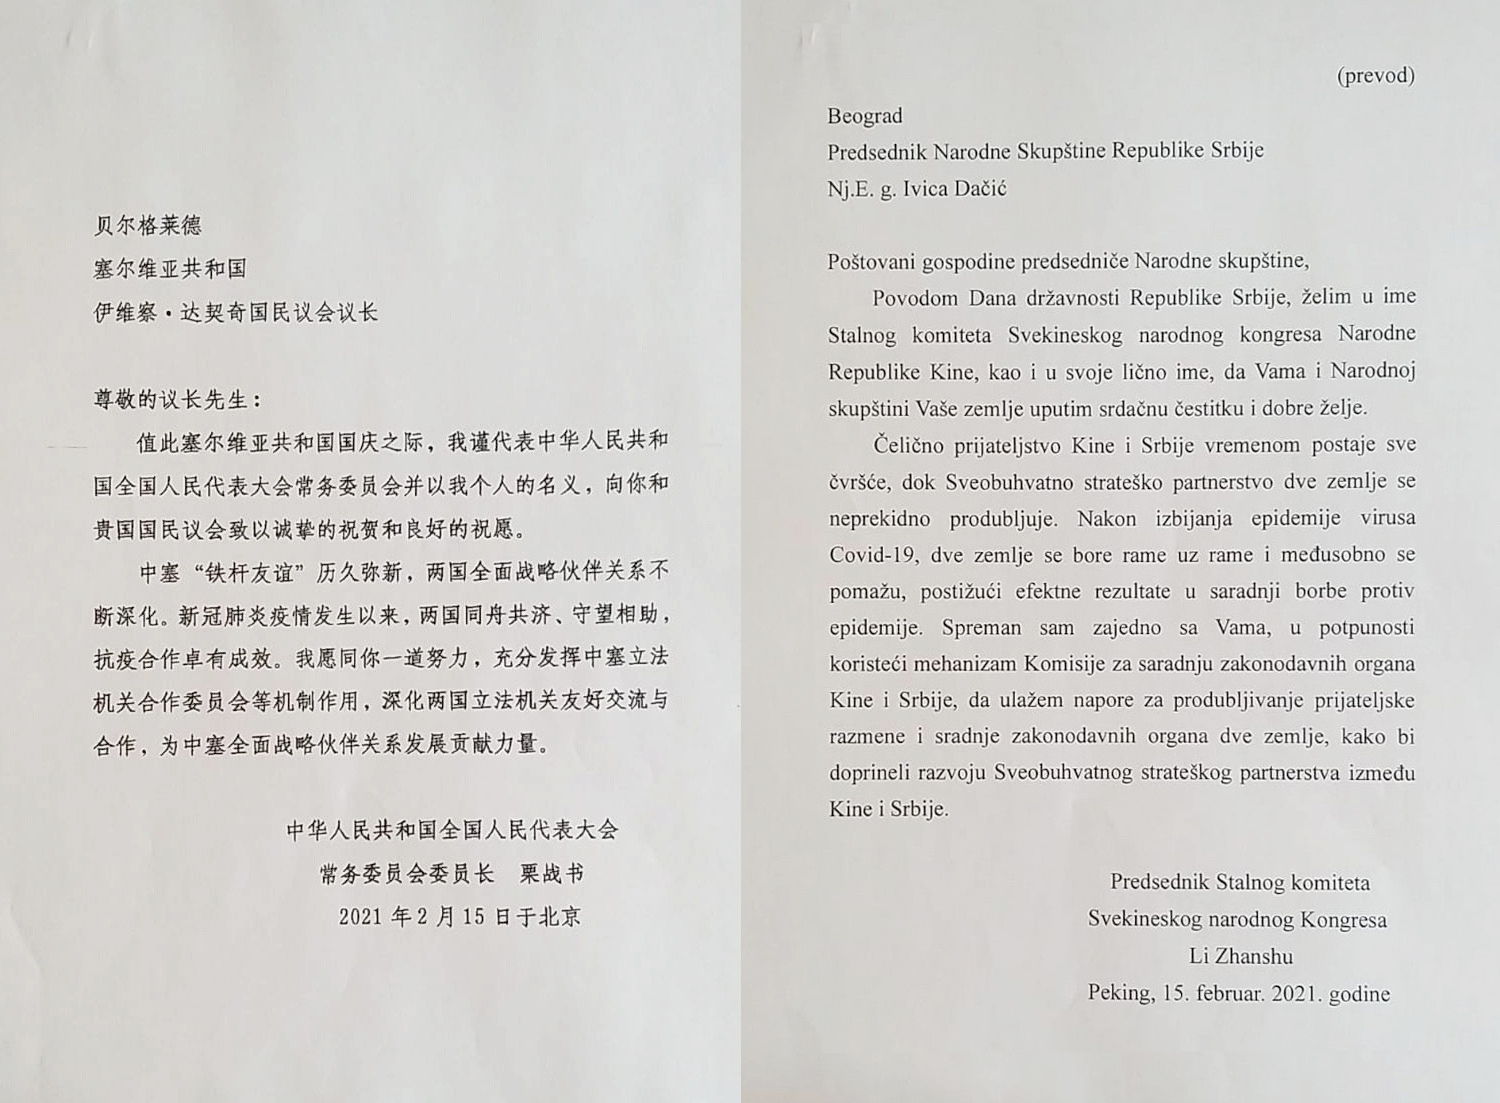 贝尔格莱德
塞尔维亚共和国
伊维察·达契奇国民议会议长
尊敬的议长先生：
值此塞尔维亚共和国国庆之际，我谨代表中华人民共和
国全国人民代表大会常务委员会并以我个人的名义，向你和
贵国国民议会致以诚挚的祝贺和良好的祝愿。
中塞“铁杆友谊”历久弥新，两国全面战略伙伴关系不
断深化。新冠肺炎疫情发生以来，两国同舟共济、守望相助，
抗疫合作卓有成效。我愿同你一道努力，充分发挥中塞立法
机关合作委员会等机制作用，深化两国立法机关友好交流与
合作，为中塞全面战略伙伴关系发展贡献力量。
中华人民共和国全国人民代表大会
常务委员会委员长　栗战书
2021 年 2 月 15 日于北京
(prevod)
Beograd
Predsednik Narodne Skupštine Republike Srbije
Nj.E. g. Ivica Dačić
Poštovani gospodine predsedniče Narodne skupštine,
Povodom Dana državnosti Republike Srbije, želim u ime
Stalnog komiteta Svekineskog narodnog kongresa Narodne
Republike Kine, kao i u svoje lično ime, da Vama i Narodnoj
skupštini Vaše zemlje uputim srdačnu čestitku i dobre želje.
Čelično prijateljstvo Kine i Srbije vremenom postaje sve
čvršće, dok Sveobuhvatno strateško partnerstvo dve zemlje se
neprekidno produbljuje. Nakon izbijanja epidemije virusa
Covid-19, dve zemlje se bore rame uz rame i međusobno se
pomažu, postižući efektne rezultate u saradnji borbe protiv
epidemije. Spreman sam zajedno sa Vama, u potpunosti
koristeći mehanizam Komisije za saradnju zakonodavnih organa
Kine i Srbije, da ulažem napore za produbljivanje prijateljske
razmene i sradnje zakonodavnih organa dve zemlje, kako bi
doprineli razvoju Sveobuhvatnog strateškog partnerstva između
Kine i Srbije.
Predsednik Stalnog komiteta
Svekineskog narodnog Kongresa
Li Zhanshu
Peking, 15. februar. 2021. godine